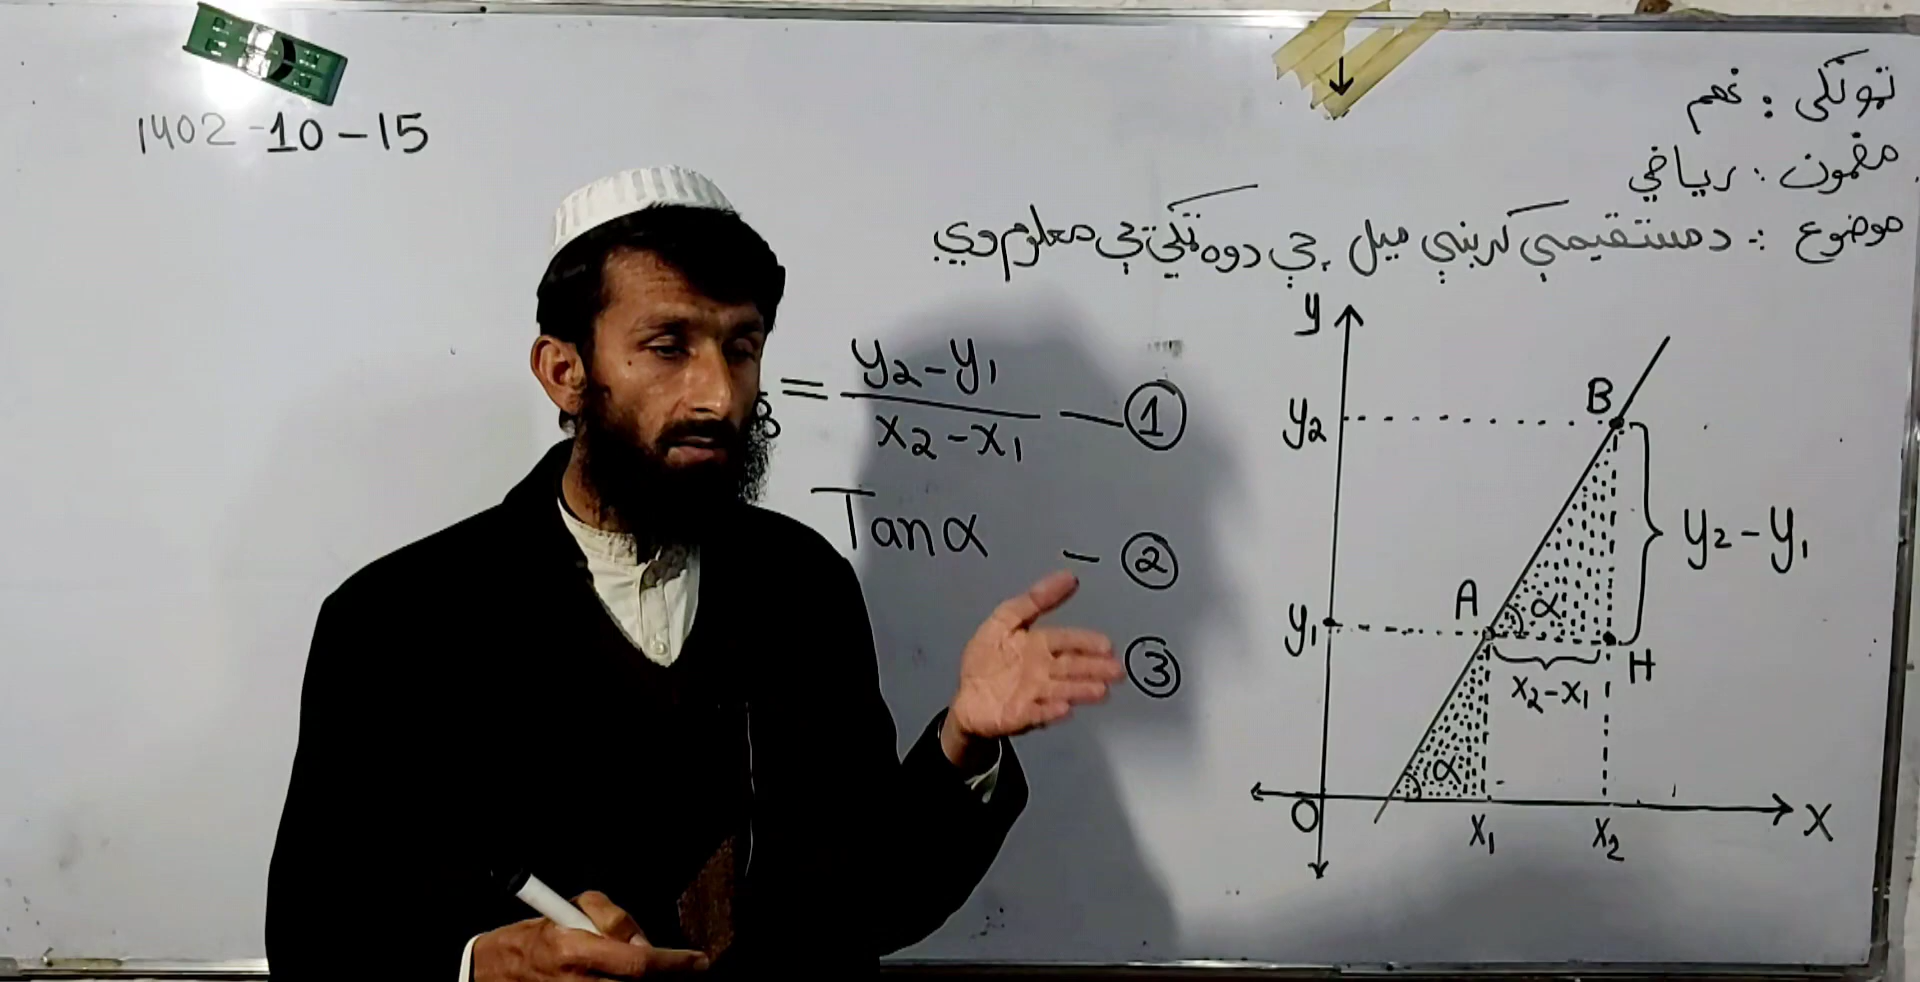 ټولګی : نهم
مضمون : ریاضي
موضوع :- د مستقیمې کرښې میل چې دوه ټکي یې معلوم وي
1402-10-15
= y₂-y₁ / x₂-x₁ — ①
Tanα — ②
③
y
y₂
B
y₂-y₁
A
α
y₁
H
x₂-x₁
α
O
x₁
x₂
x